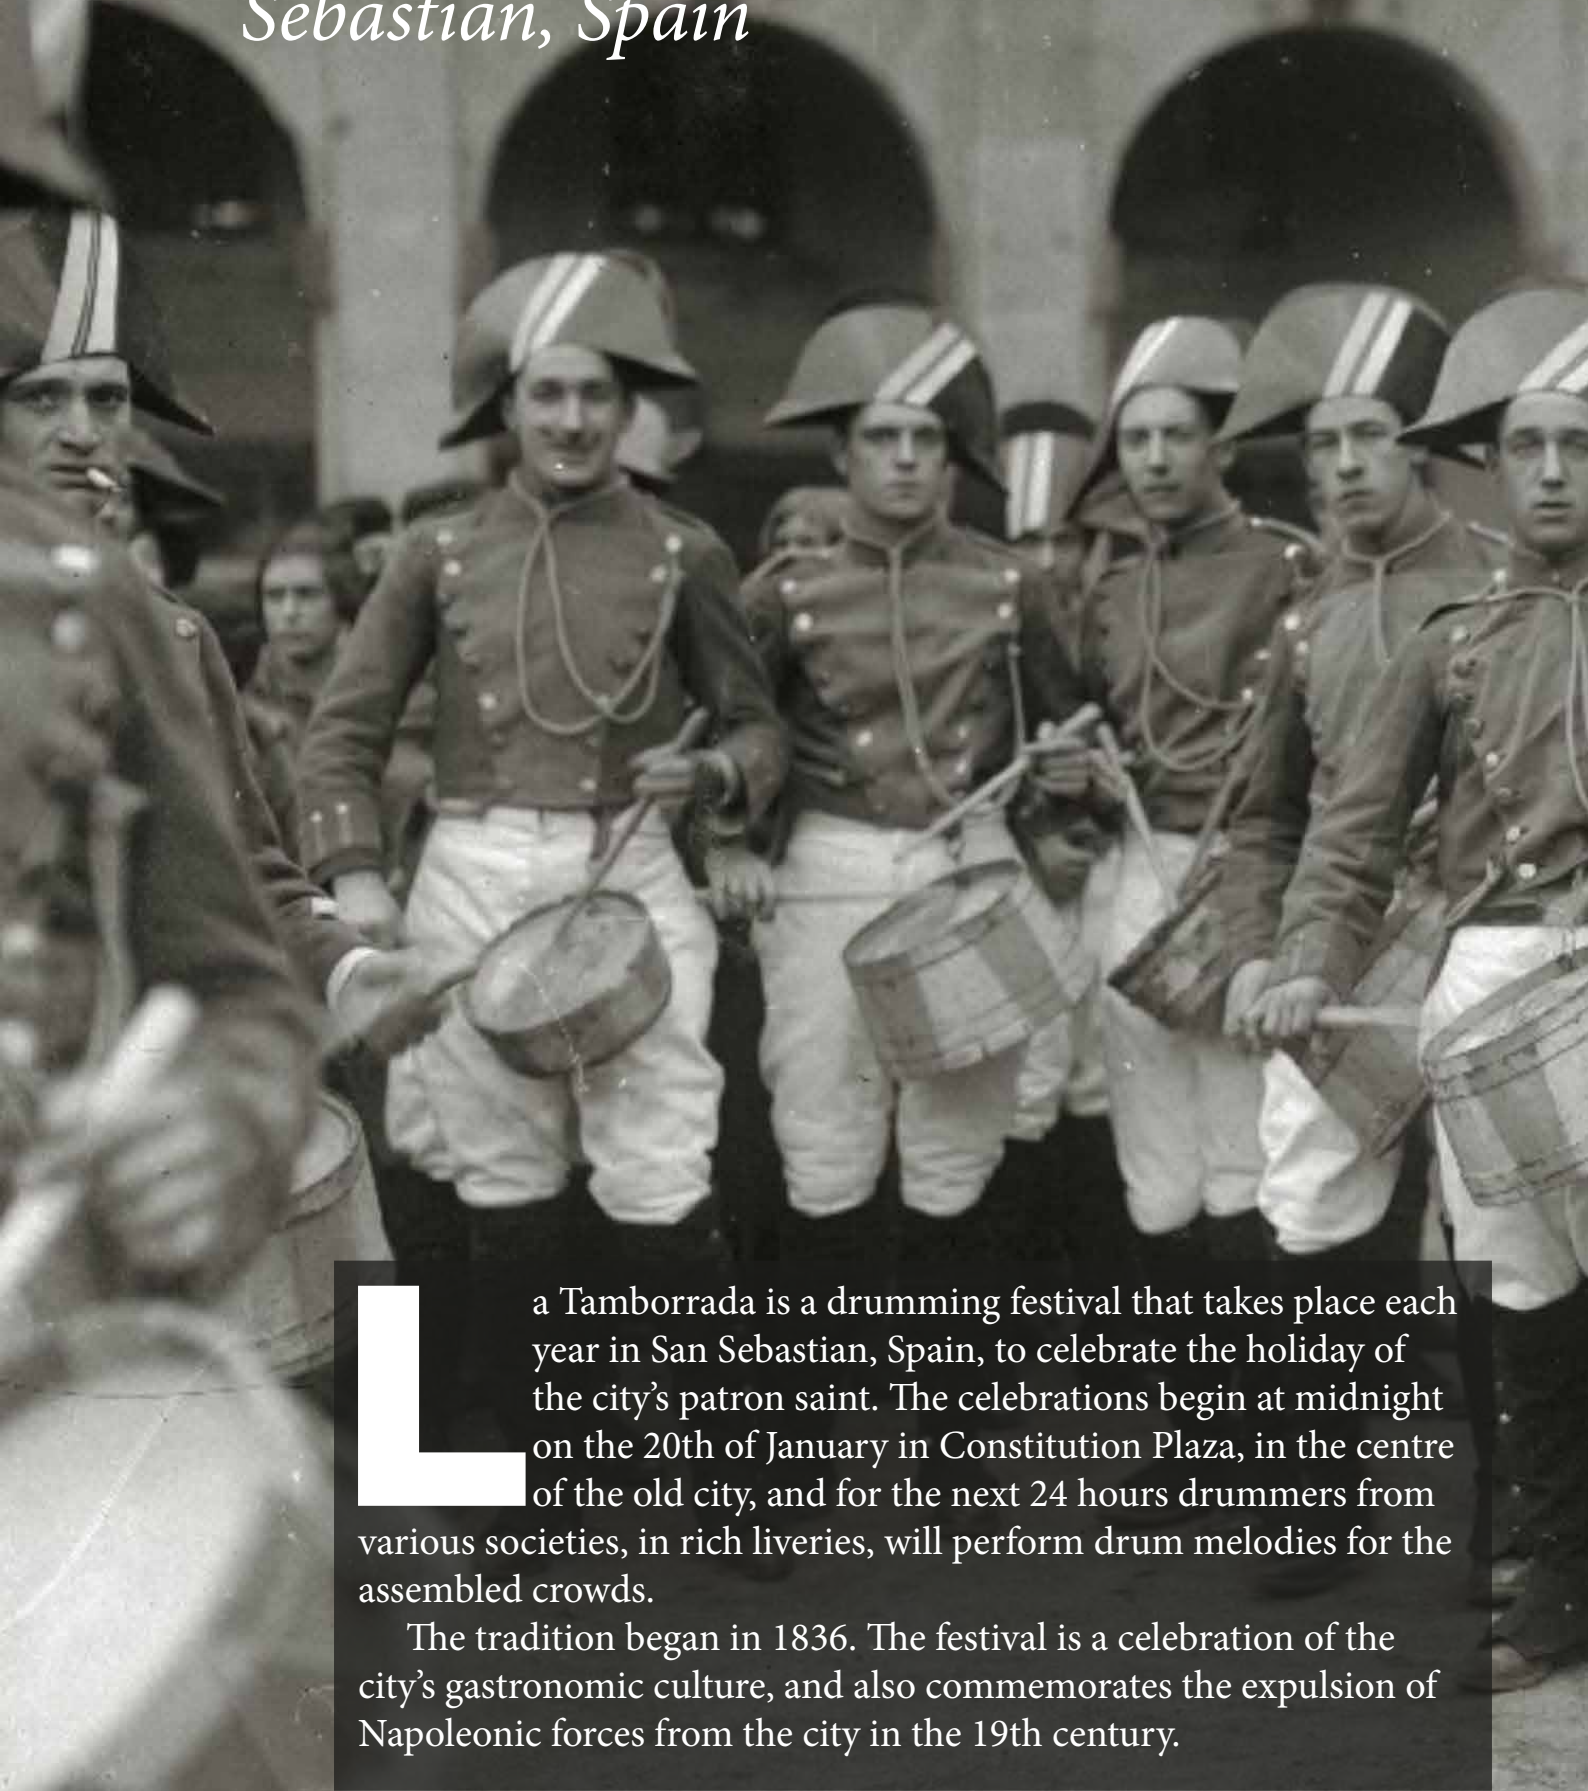 Sebastian, Spain
La Tamborrada is a drumming festival that takes place each
year in San Sebastian, Spain, to celebrate the holiday of
the city’s patron saint. The celebrations begin at midnight
on the 20th of January in Constitution Plaza, in the centre
of the old city, and for the next 24 hours drummers from
various societies, in rich liveries, will perform drum melodies for the
assembled crowds.
The tradition began in 1836. The festival is a celebration of the
city’s gastronomic culture, and also commemorates the expulsion of
Napoleonic forces from the city in the 19th century.